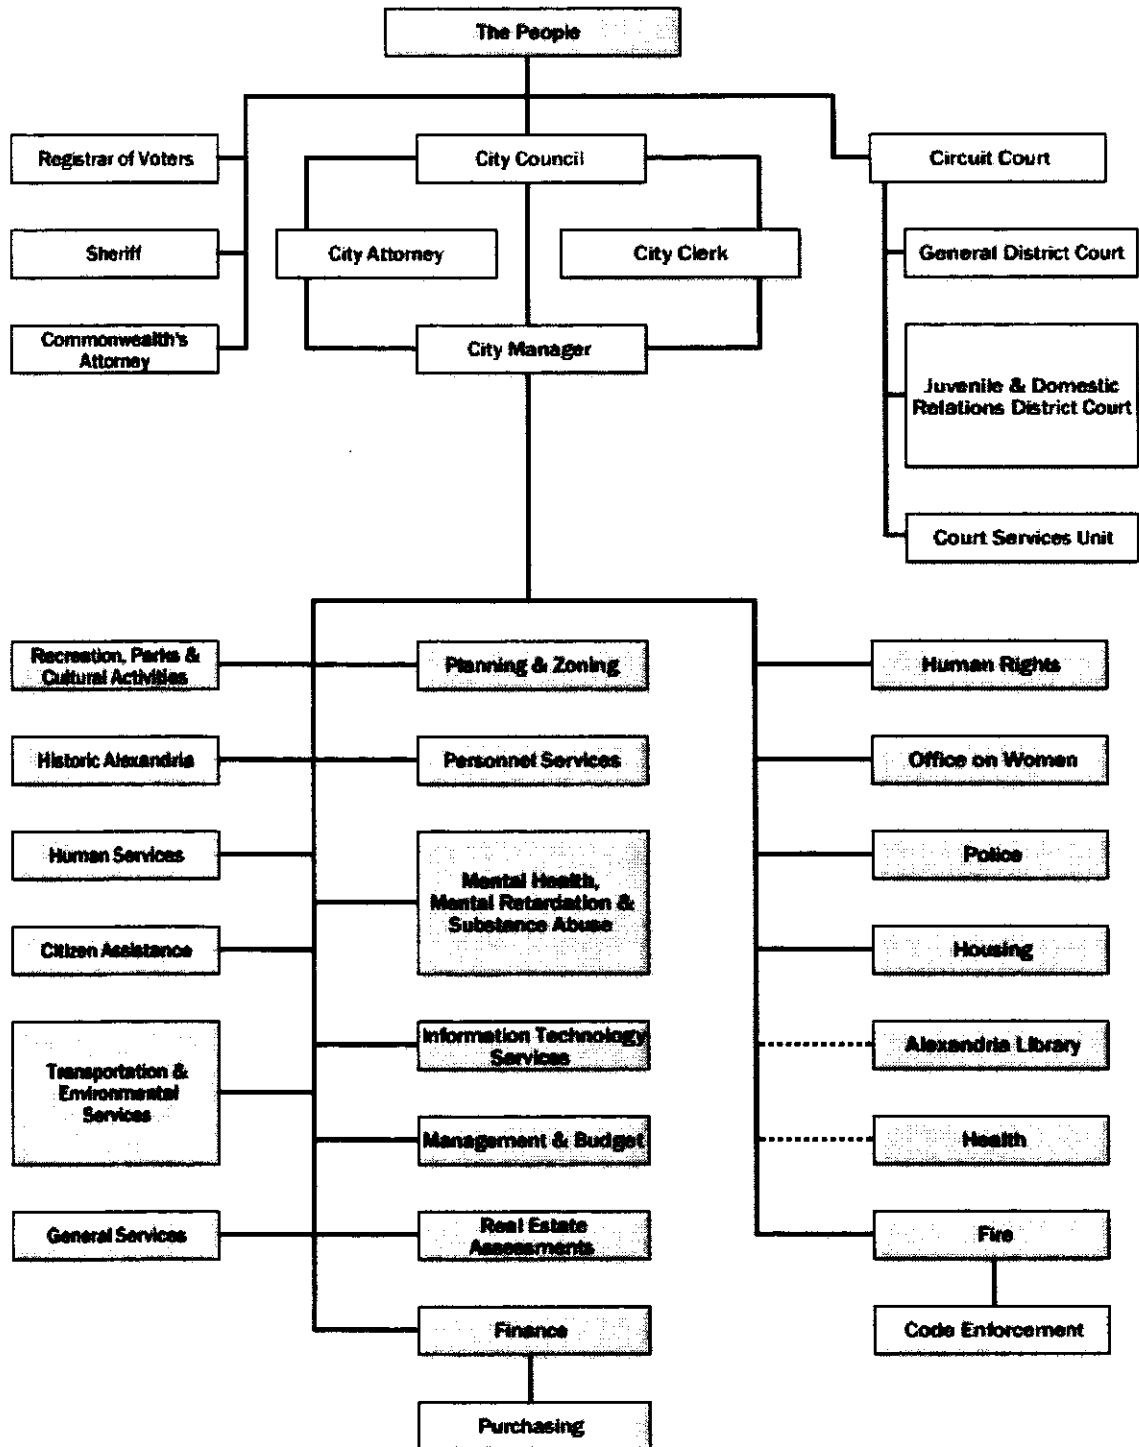 The People
Registrar of Voters
City Council
Circuit Court
Sheriff
City Attorney
City Clerk
General District Court
Commonwealth's
Attorney
City Manager
Juvenile & Domestic
Relations District Court
Court Services Unit
Recreation, Parks &
Cultural Activities
Planning & Zoning
Human Rights
Historic Alexandria
Personnel Services
Office on Women
Human Services
Mental Health,
Mental Retardation &
Substance Abuse
Police
Citizen Assistance
Housing
Transportation &
Environmental
Services
Information Technology
Services
Alexandria Library
Management & Budget
Health
General Services
Real Estate
Assessments
Fire
Finance
Code Enforcement
Purchasing